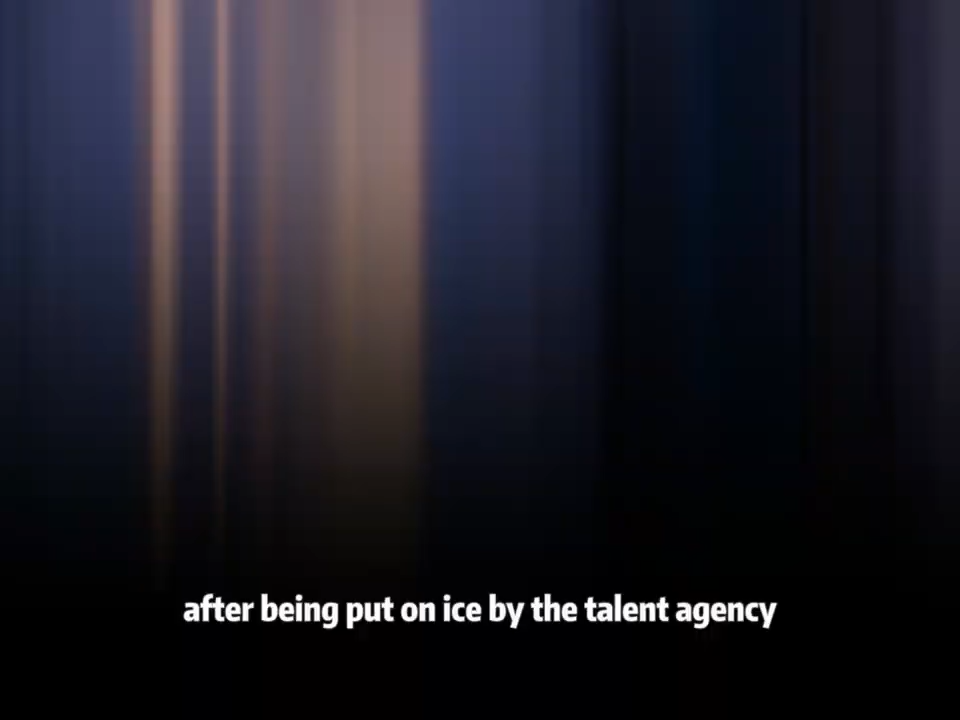 after being put on ice by the talent agency